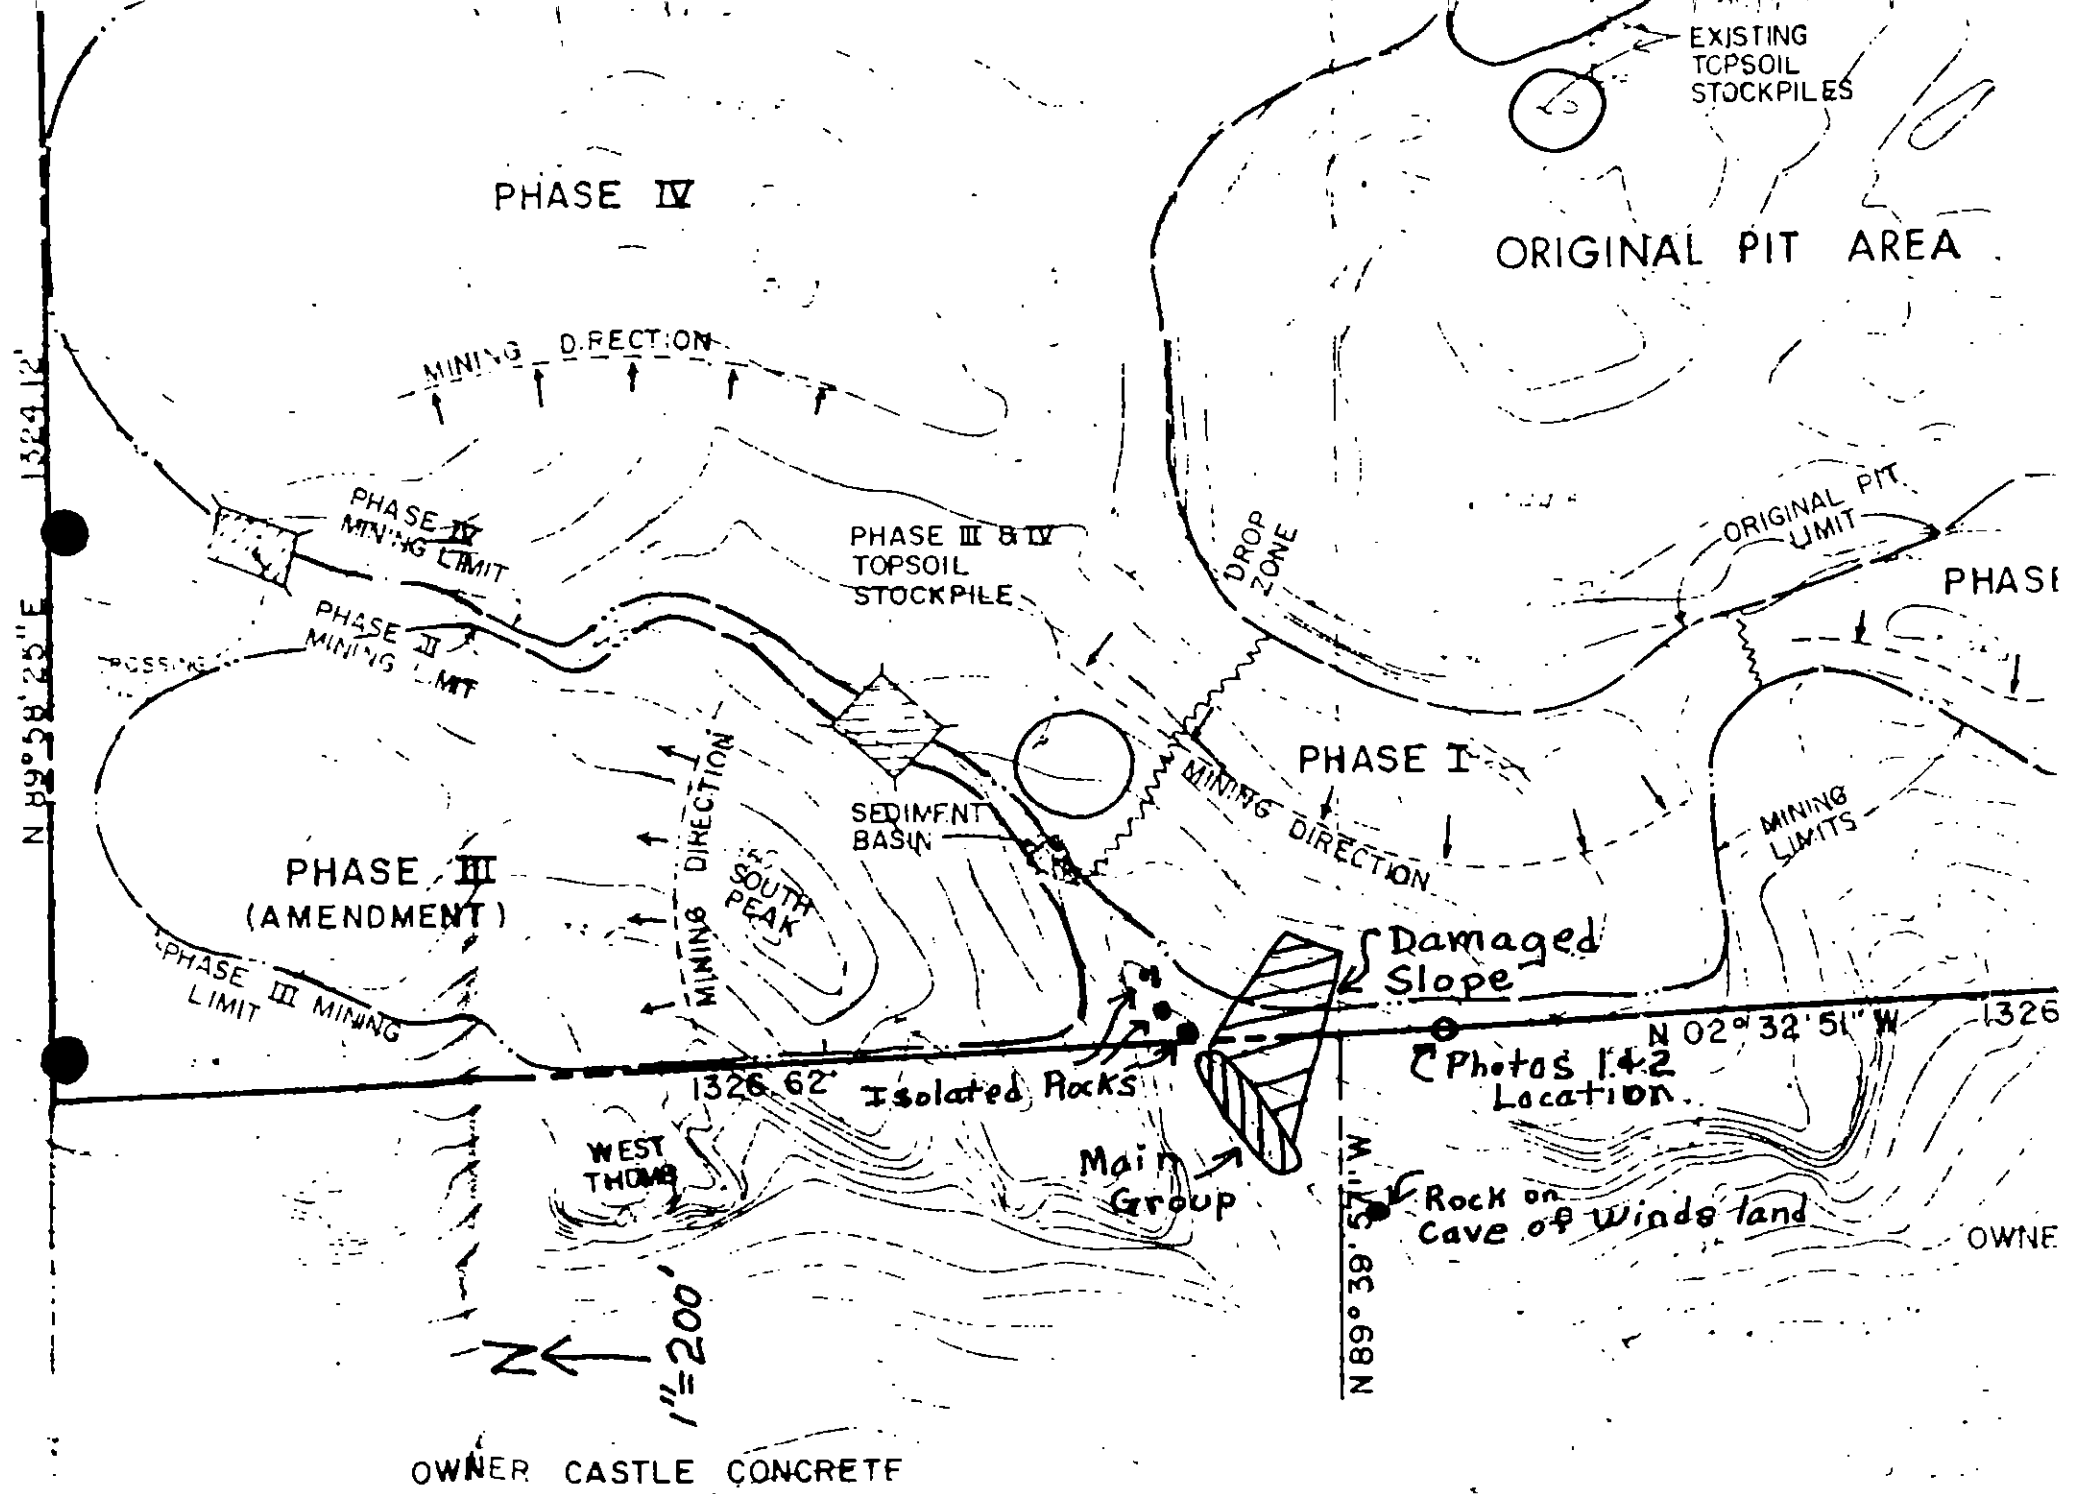 EXISTING
TOPSOIL
STOCKPILES
PHASE IV
ORIGINAL PIT AREA
MINING DIRECTION
1324.12'
PHASE IV
MINING LIMIT
PHASE III & IV
TOPSOIL
STOCKPILE
DROP
ZONE
ORIGINAL PIT
LIMIT
PHASE
PHASE II
MINING LIMIT
N 89° 58' 25" E
MINING DIRECTION
PHASE I
MINING DIRECTION
MINING
LIMITS
SEDIMENT
BASIN
SOUTH
PEAK
PHASE III
(AMENDMENT)
PHASE III MINING
LIMIT
Damaged
Slope
N 02° 32' 51" W
1326
1326.62'
Isolated Rocks
Photos 1&2
Location
WEST
THUMB
Main
Group
Rock on
Cave of Winds land
OWNE
N 89° 39' 57" W
N
1"=200'
OWNER CASTLE CONCRETE